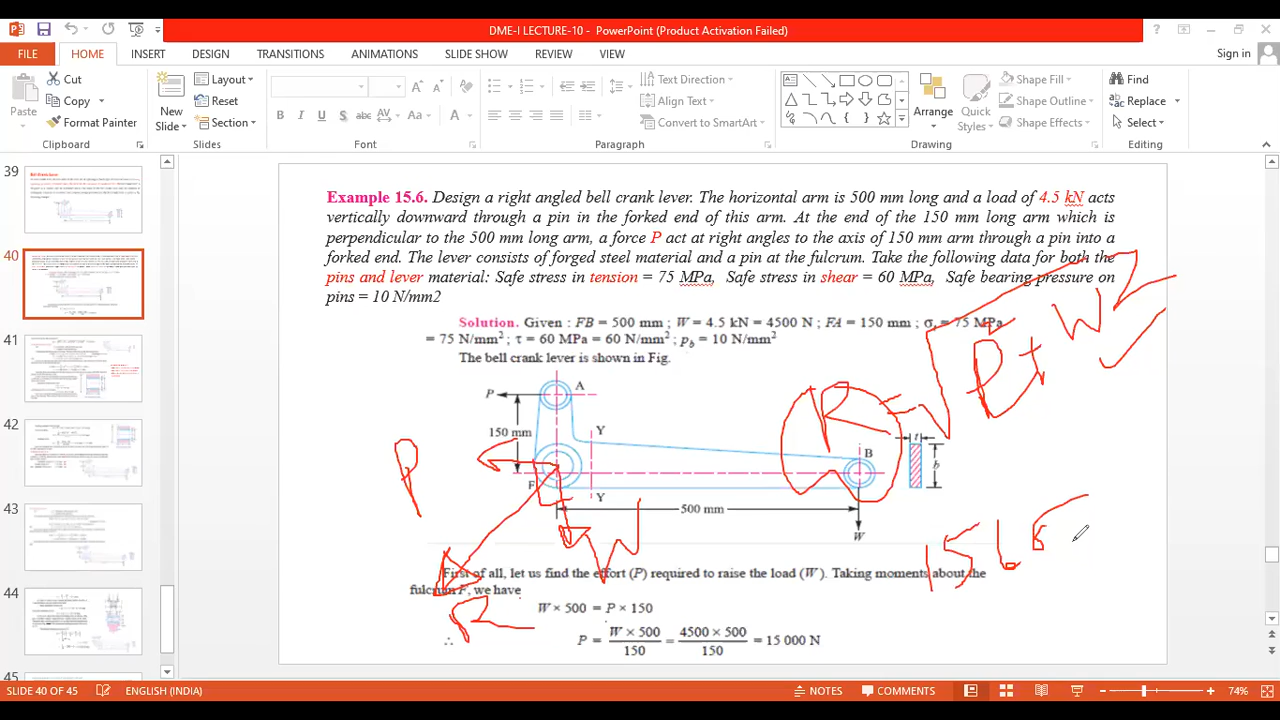 DME-I LECTURE-10 - PowerPoint (Product Activation Failed)
FILE HOME INSERT DESIGN TRANSITIONS ANIMATIONS SLIDE SHOW REVIEW VIEW Sign in
Paste Cut Copy Format Painter Clipboard
New Slide Layout Reset Section Slides
B I U S abc AV Aa A Font
Text Direction Align Text Convert to SmartArt Paragraph
Arrange Quick Styles Shape Fill Shape Outline Shape Effects Drawing
Find Replace Select Editing
39
40
41
42
43
44
45
Example 15.6. Design a right angled bell crank lever. The horizontal arm is 500 mm long and a load of 4.5 kN acts
vertically downward through a pin in the forked end of this arm. At the end of the 150 mm long arm which is
perpendicular to the 500 mm long arm, a force P act at right angles to the axis of 150 mm arm through a pin into a
forked end. The lever consists of forged steel material and a pin at the fulcrum. Take the following data for both the
pins and lever material: Safe stress in tension = 75 MPa, Safe stress in shear = 60 MPa, Safe bearing pressure on
pins = 10 N/mm2
Solution. Given : FB = 500 mm ; W = 4.5 kN = 4500 N ; FA = 150 mm ; σt = 75 MPa
= 75 N/mm² ; τ = 60 MPa = 60 N/mm² ; pb = 10 N/mm²
The bell crank lever is shown in Fig.
P A
150 mm Y t
B b
F Y
500 mm
W
P
W
R
R
√P²+W²
First of all, let us find the effort (P) required to raise the load (W). Taking moments about the
fulcrum F, we have
W × 500 = P × 150
∴ P = W × 500 / 150 = 4500 × 500 / 150 = 15 000 N
SLIDE 40 OF 45 ENGLISH (INDIA) NOTES COMMENTS 74%